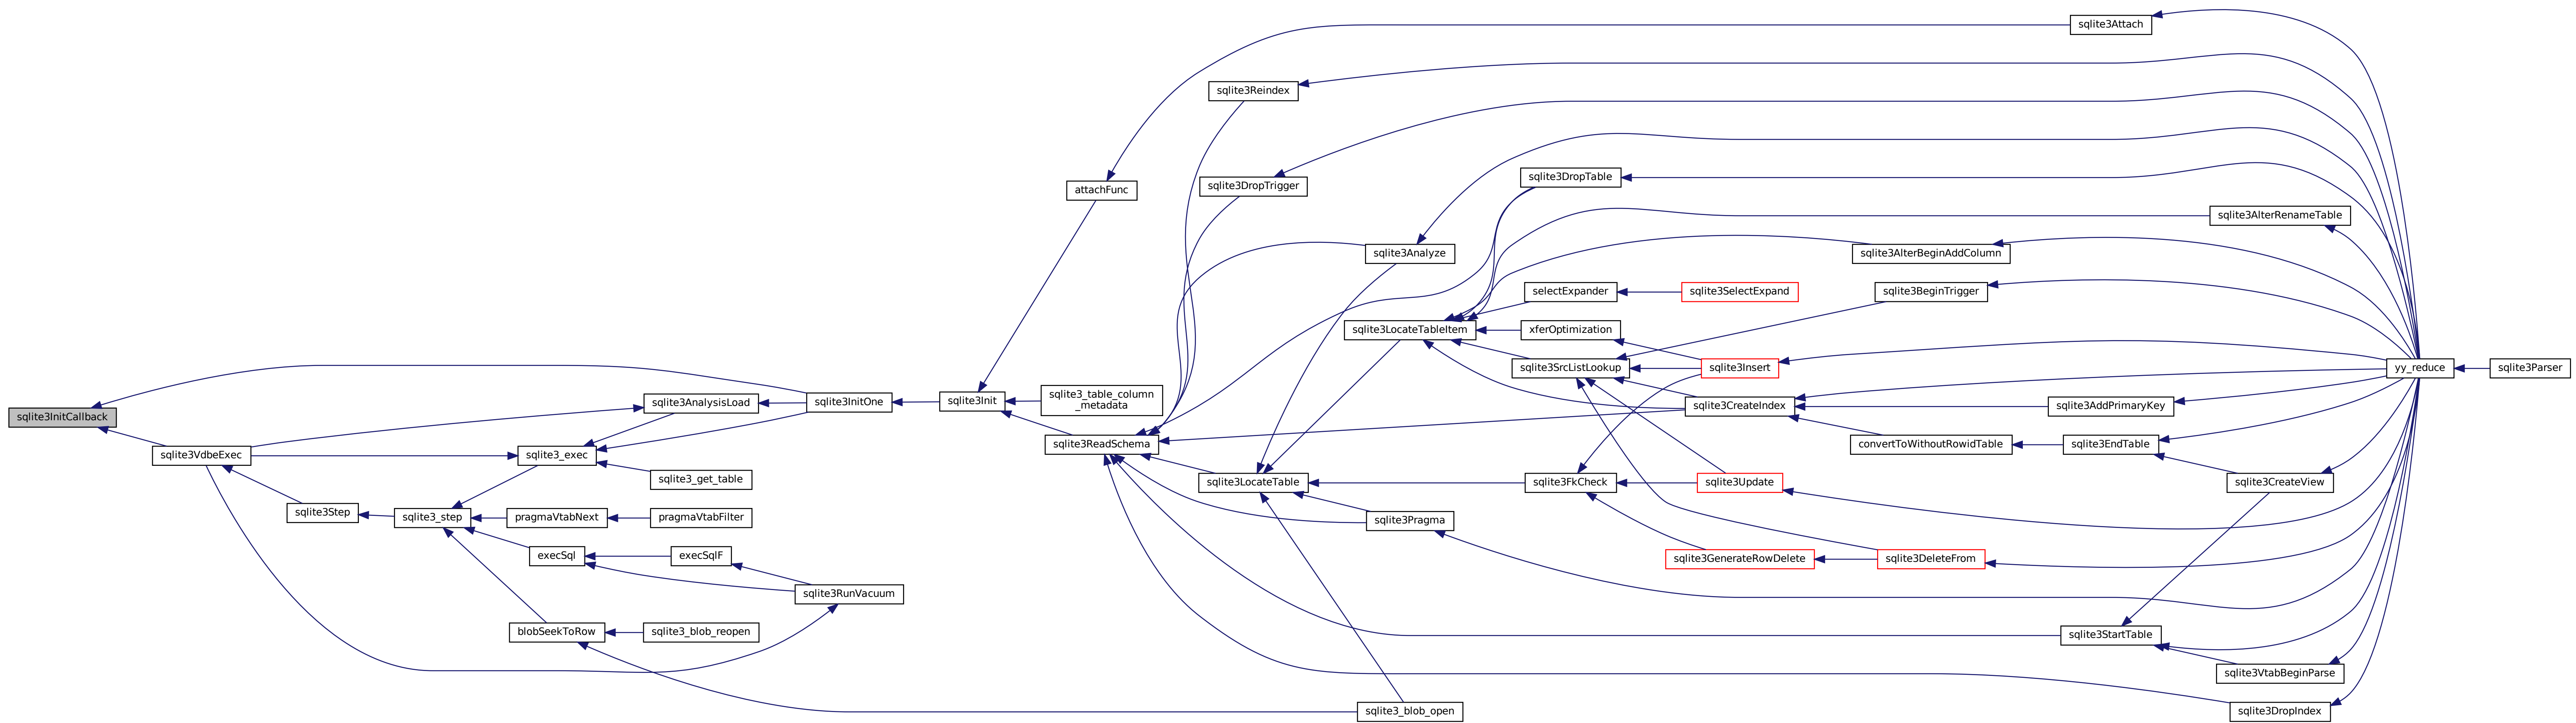 sqlite3Attach
sqlite3Reindex
attachFunc
sqlite3DropTrigger
sqlite3DropTable
sqlite3AlterRenameTable
sqlite3Analyze
sqlite3AlterBeginAddColumn
selectExpander
sqlite3SelectExpand
sqlite3BeginTrigger
sqlite3LocateTableItem
xferOptimization
sqlite3SrcListLookup
sqlite3Insert
yy_reduce
sqlite3Parser
sqlite3InitCallback
sqlite3AnalysisLoad
sqlite3InitOne
sqlite3Init
sqlite3_table_column
_metadata
sqlite3CreateIndex
sqlite3AddPrimaryKey
sqlite3VdbeExec
sqlite3_exec
sqlite3ReadSchema
convertToWithoutRowidTable
sqlite3EndTable
sqlite3_get_table
sqlite3LocateTable
sqlite3FkCheck
sqlite3Update
sqlite3CreateView
sqlite3Step
sqlite3_step
pragmaVtabNext
pragmaVtabFilter
sqlite3Pragma
execSql
execSqlF
sqlite3GenerateRowDelete
sqlite3DeleteFrom
sqlite3RunVacuum
blobSeekToRow
sqlite3_blob_reopen
sqlite3StartTable
sqlite3VtabBeginParse
sqlite3_blob_open
sqlite3DropIndex